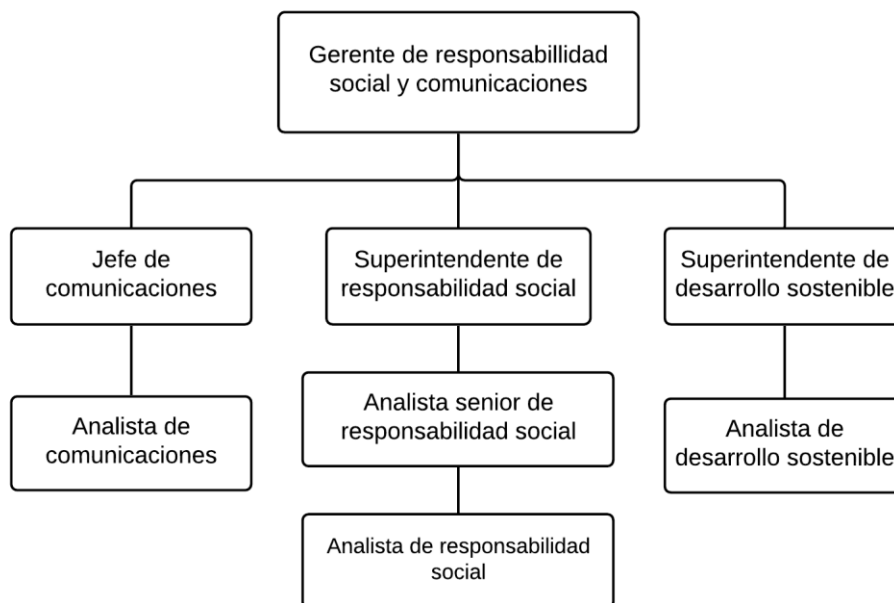 Gerente de responsabillidad
social y comunicaciones
Jefe de
comunicaciones
Superintendente de
responsabilidad social
Superintendente de
desarrollo sostenible
Analista de
comunicaciones
Analista senior de
responsabilidad social
Analista de
desarrollo sostenible
Analista de responsabilidad
social